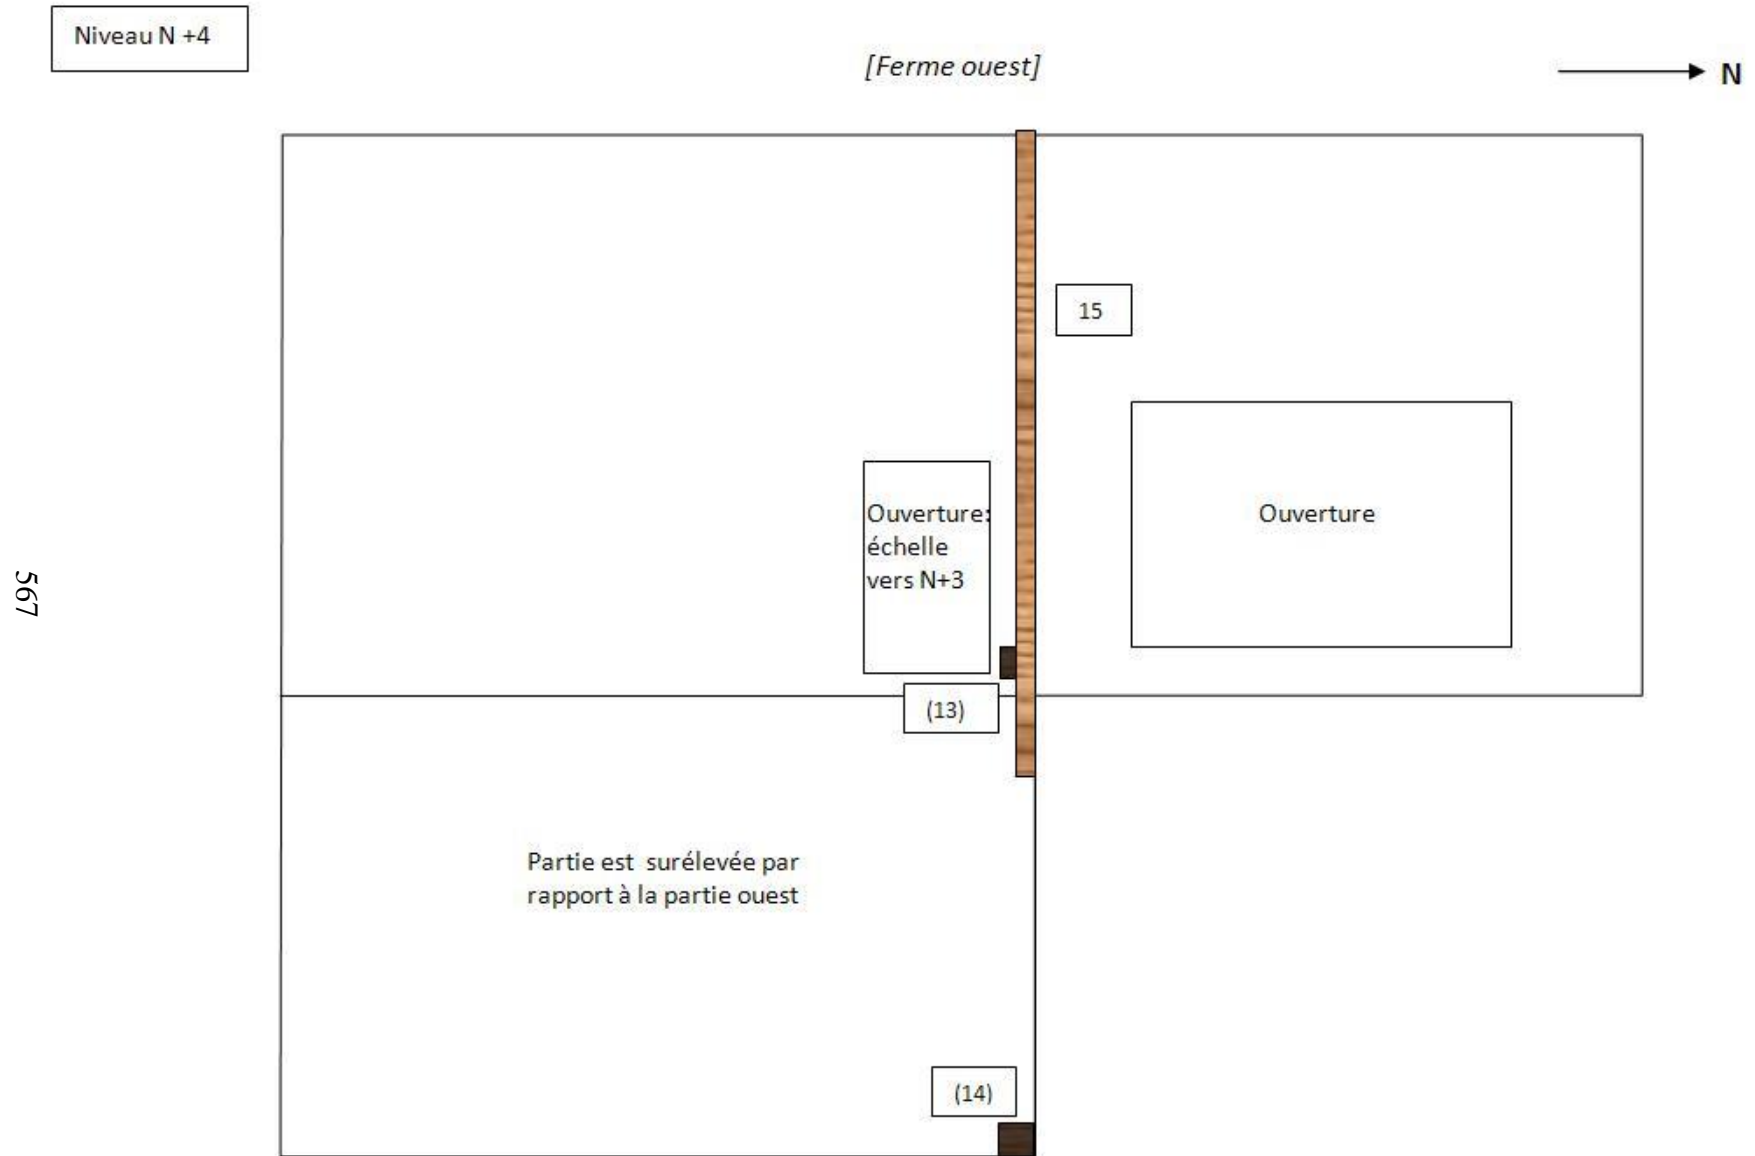 Niveau N +4
[Ferme ouest]
N
15
Ouverture:
échelle
vers N+3
Ouverture
567
(13)
Partie est surélevée par
rapport à la partie ouest
(14)